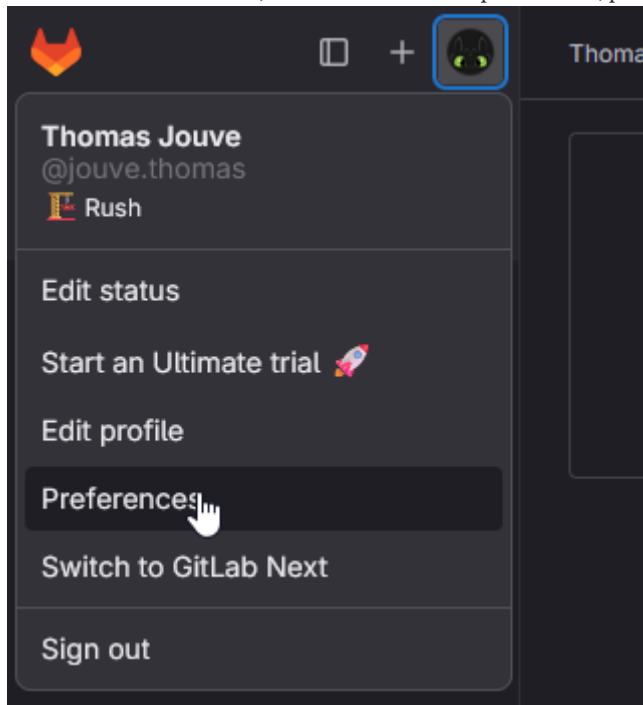 Thoma
Thomas Jouve
@jouve.thomas
Rush
Edit status
Start an Ultimate trial 🚀
Edit profile
Preferences
Switch to GitLab Next
Sign out